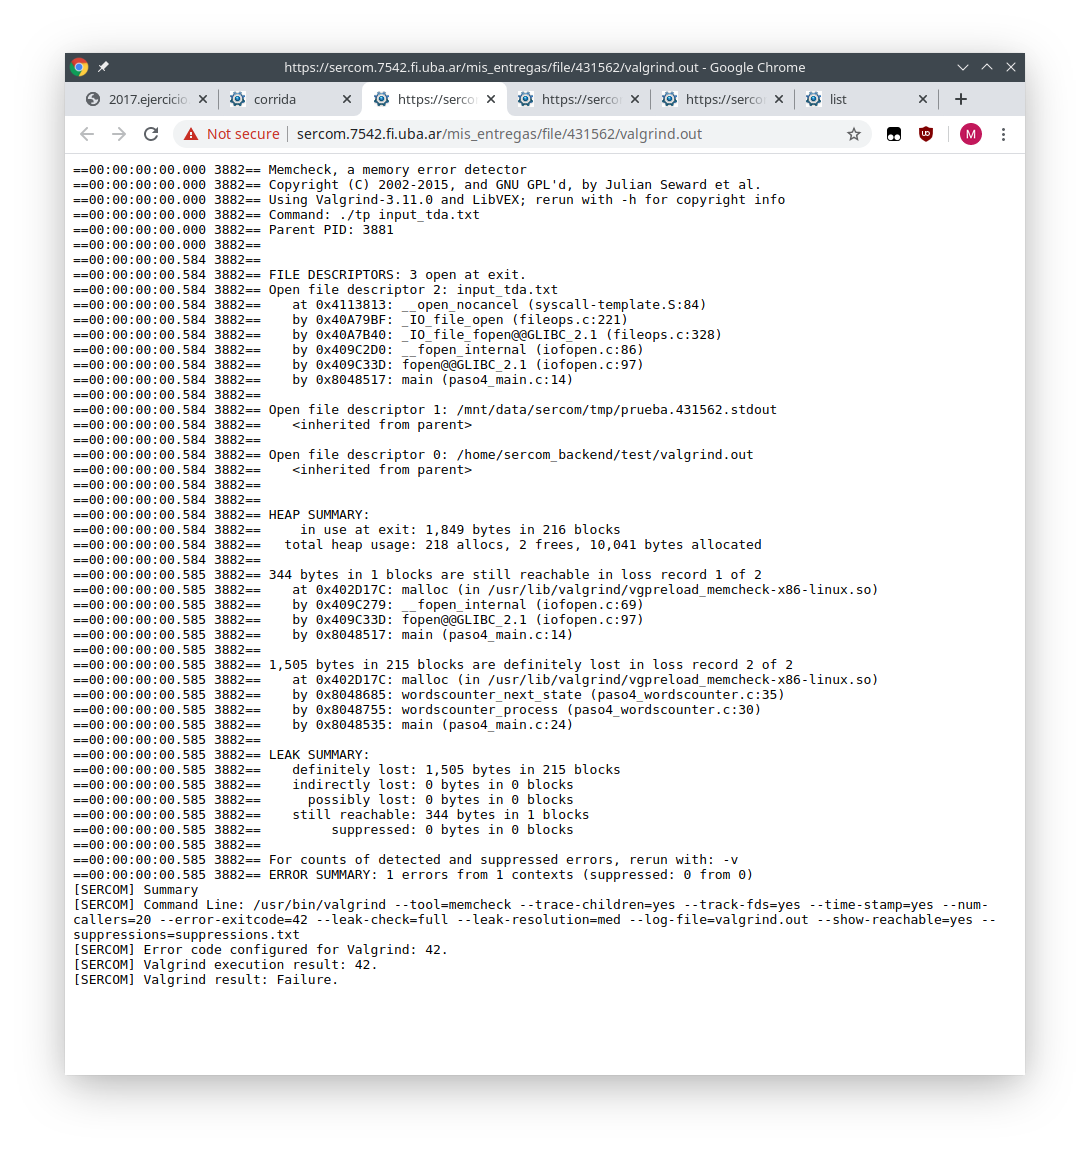 https://sercom.7542.fi.uba.ar/mis_entregas/file/431562/valgrind.out - Google Chrome
2017.ejercicio
corrida
https://serco
https://serco
https://serco
list
Not secure
sercom.7542.fi.uba.ar/mis_entregas/file/431562/valgrind.out
M
==00:00:00:00.000 3882== Memcheck, a memory error detector
==00:00:00:00.000 3882== Copyright (C) 2002-2015, and GNU GPL'd, by Julian Seward et al.
==00:00:00:00.000 3882== Using Valgrind-3.11.0 and LibVEX; rerun with -h for copyright info
==00:00:00:00.000 3882== Command: ./tp input_tda.txt
==00:00:00:00.000 3882== Parent PID: 3881
==00:00:00:00.000 3882==
==00:00:00:00.584 3882==
==00:00:00:00.584 3882== FILE DESCRIPTORS: 3 open at exit.
==00:00:00:00.584 3882== Open file descriptor 2: input_tda.txt
==00:00:00:00.584 3882==    at 0x4113813: __open_nocancel (syscall-template.S:84)
==00:00:00:00.584 3882==    by 0x40A79BF: _IO_file_open (fileops.c:221)
==00:00:00:00.584 3882==    by 0x40A7B40: _IO_file_fopen@@GLIBC_2.1 (fileops.c:328)
==00:00:00:00.584 3882==    by 0x409C2D0: __fopen_internal (iofopen.c:86)
==00:00:00:00.584 3882==    by 0x409C33D: fopen@@GLIBC_2.1 (iofopen.c:97)
==00:00:00:00.584 3882==    by 0x8048517: main (paso4_main.c:14)
==00:00:00:00.584 3882==
==00:00:00:00.584 3882== Open file descriptor 1: /mnt/data/sercom/tmp/prueba.431562.stdout
==00:00:00:00.584 3882==    <inherited from parent>
==00:00:00:00.584 3882==
==00:00:00:00.584 3882== Open file descriptor 0: /home/sercom_backend/test/valgrind.out
==00:00:00:00.584 3882==    <inherited from parent>
==00:00:00:00.584 3882==
==00:00:00:00.584 3882==
==00:00:00:00.584 3882== HEAP SUMMARY:
==00:00:00:00.584 3882==     in use at exit: 1,849 bytes in 216 blocks
==00:00:00:00.584 3882==   total heap usage: 218 allocs, 2 frees, 10,041 bytes allocated
==00:00:00:00.584 3882==
==00:00:00:00.585 3882== 344 bytes in 1 blocks are still reachable in loss record 1 of 2
==00:00:00:00.585 3882==    at 0x402D17C: malloc (in /usr/lib/valgrind/vgpreload_memcheck-x86-linux.so)
==00:00:00:00.585 3882==    by 0x409C279: __fopen_internal (iofopen.c:69)
==00:00:00:00.585 3882==    by 0x409C33D: fopen@@GLIBC_2.1 (iofopen.c:97)
==00:00:00:00.585 3882==    by 0x8048517: main (paso4_main.c:14)
==00:00:00:00.585 3882==
==00:00:00:00.585 3882== 1,505 bytes in 215 blocks are definitely lost in loss record 2 of 2
==00:00:00:00.585 3882==    at 0x402D17C: malloc (in /usr/lib/valgrind/vgpreload_memcheck-x86-linux.so)
==00:00:00:00.585 3882==    by 0x8048685: wordscounter_next_state (paso4_wordscounter.c:35)
==00:00:00:00.585 3882==    by 0x8048755: wordscounter_process (paso4_wordscounter.c:30)
==00:00:00:00.585 3882==    by 0x8048535: main (paso4_main.c:24)
==00:00:00:00.585 3882==
==00:00:00:00.585 3882== LEAK SUMMARY:
==00:00:00:00.585 3882==    definitely lost: 1,505 bytes in 215 blocks
==00:00:00:00.585 3882==    indirectly lost: 0 bytes in 0 blocks
==00:00:00:00.585 3882==      possibly lost: 0 bytes in 0 blocks
==00:00:00:00.585 3882==    still reachable: 344 bytes in 1 blocks
==00:00:00:00.585 3882==         suppressed: 0 bytes in 0 blocks
==00:00:00:00.585 3882==
==00:00:00:00.585 3882== For counts of detected and suppressed errors, rerun with: -v
==00:00:00:00.585 3882== ERROR SUMMARY: 1 errors from 1 contexts (suppressed: 0 from 0)
[SERCOM] Summary
[SERCOM] Command Line: /usr/bin/valgrind --tool=memcheck --trace-children=yes --track-fds=yes --time-stamp=yes --num-
callers=20 --error-exitcode=42 --leak-check=full --leak-resolution=med --log-file=valgrind.out --show-reachable=yes --
suppressions=suppressions.txt
[SERCOM] Error code configured for Valgrind: 42.
[SERCOM] Valgrind execution result: 42.
[SERCOM] Valgrind result: Failure.